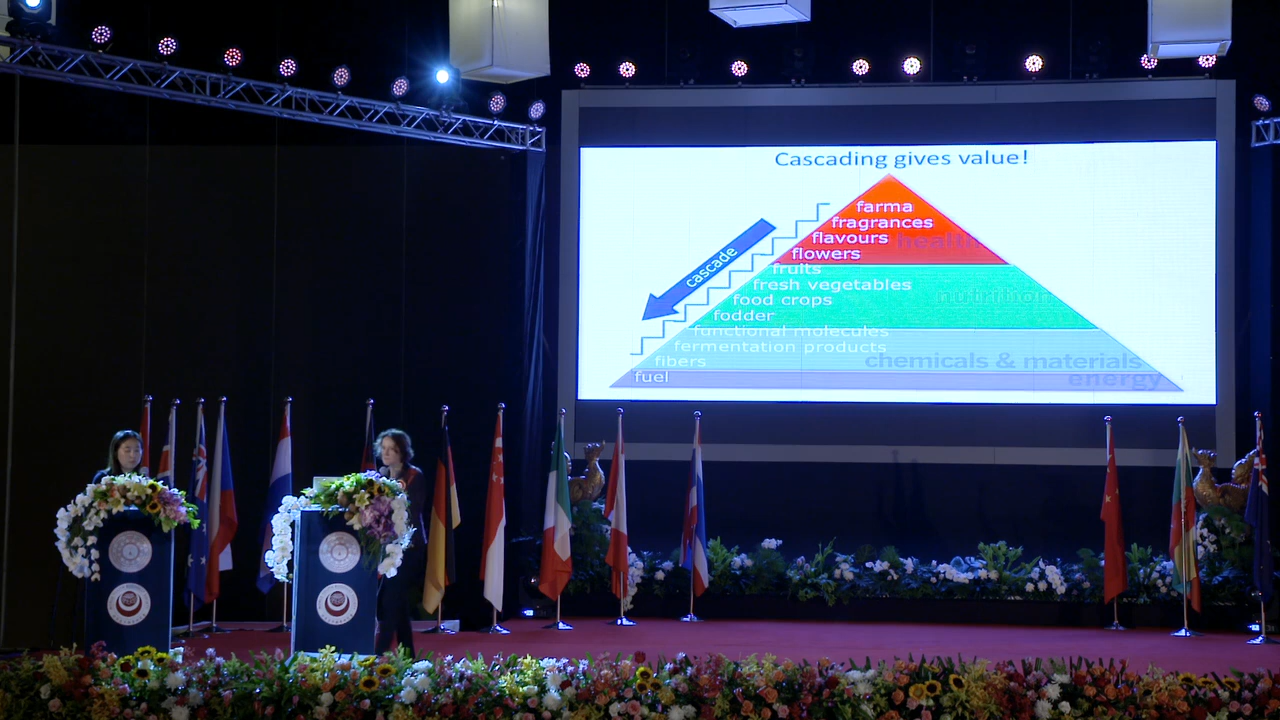 Cascading gives value!
cascade
farma
fragrances
flavours
health
flowers
fruits
fresh vegetables
food crops
nutrition
fodder
functional molecules
fermentation products
fibers
chemicals & materials
fuel
energy